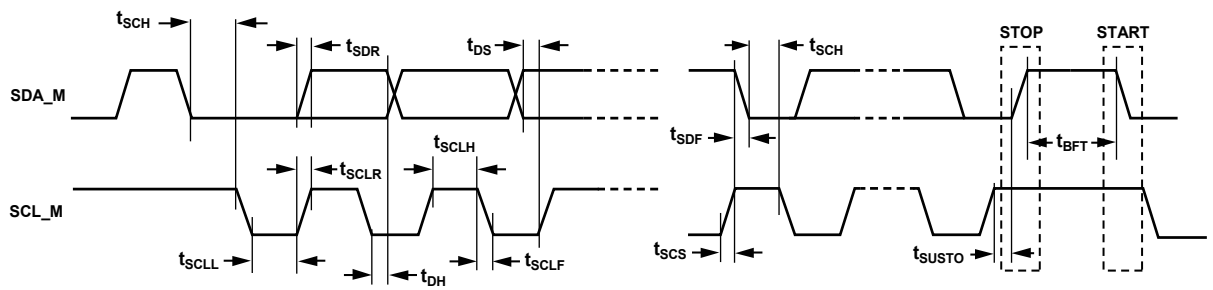 tSCH
tSDR
tDS
tSCH
STOP
START
SDA_M
tSDF
tBFT
tSCLR
tSCLH
SCL_M
tSCLL
tDH
tSCLF
tSCS
tSUSTO